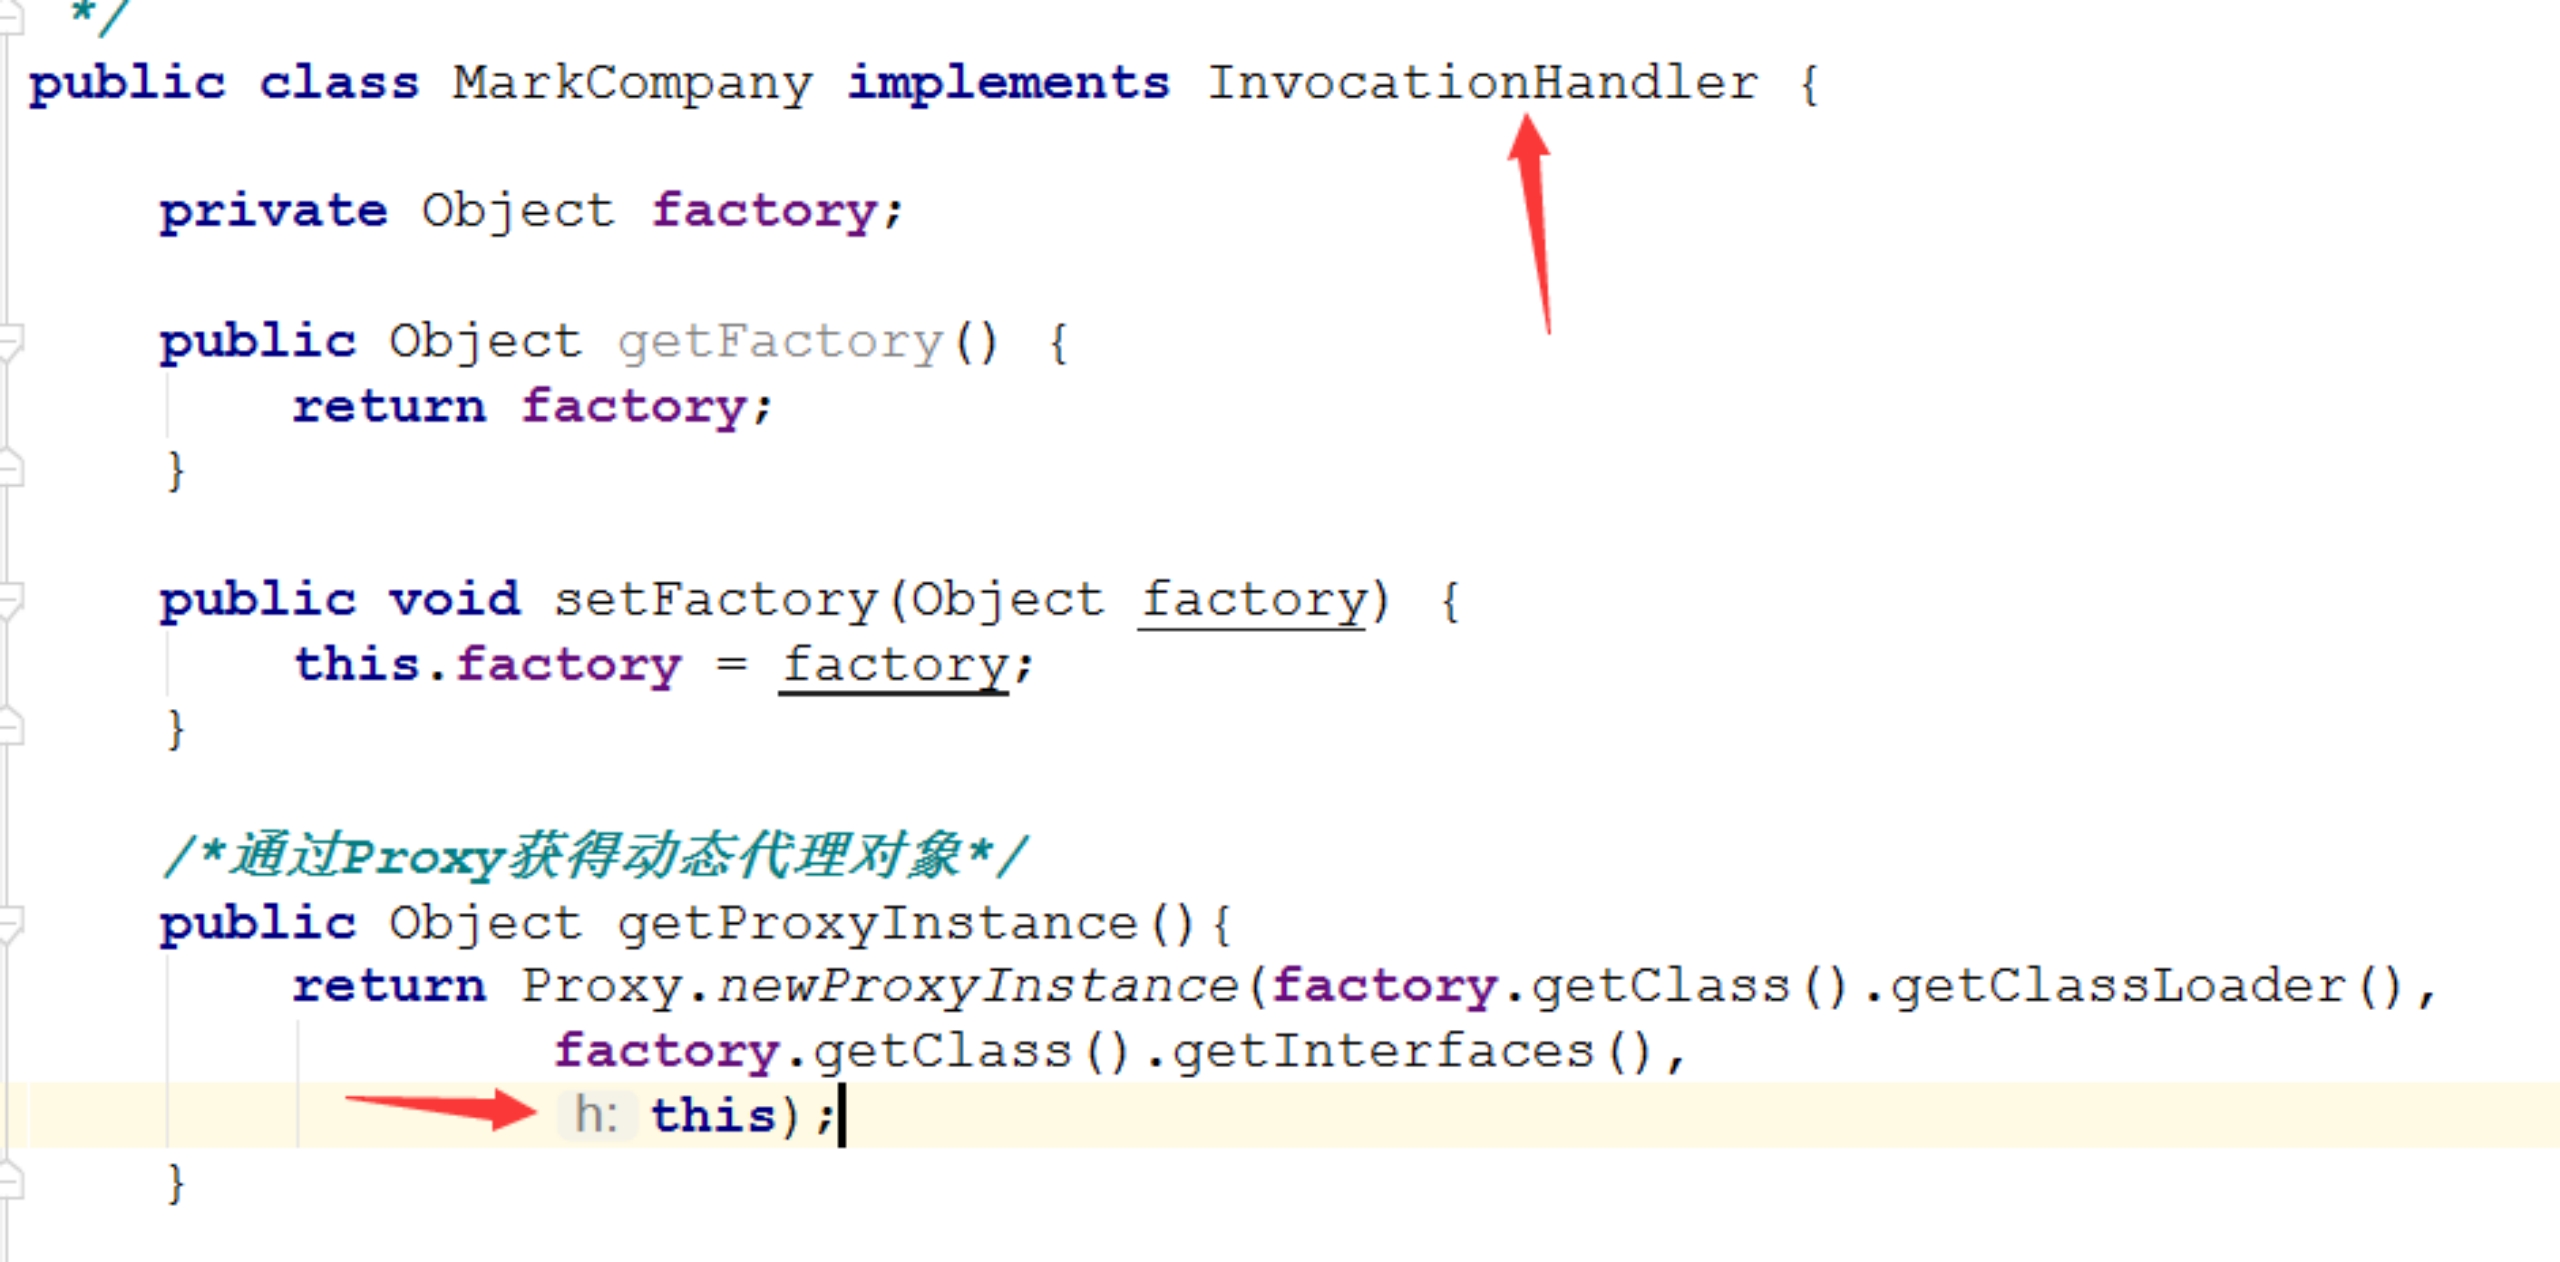 */
public class MarkCompany implements InvocationHandler {
private Object factory;
public Object getFactory() {
return factory;
}
public void setFactory(Object factory) {
this.factory = factory;
}
/*通过Proxy获得动态代理对象*/
public Object getProxyInstance(){
return Proxy.newProxyInstance(factory.getClass().getClassLoader(),
factory.getClass().getInterfaces(),
h: this);
}